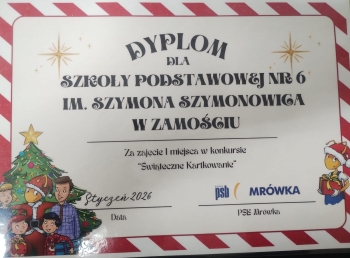 DYPLOM
DLA
SZKOŁY PODSTAWOWEJ NR 6
IM. SZYMONA SZYMONOWICA
W ZAMOŚCIU
Za zajęcie I miejsca w konkursie
"Świąteczne Kartkowanie"
Styczeń 2026
psb MRÓWKA
Data
PSB Mrówka